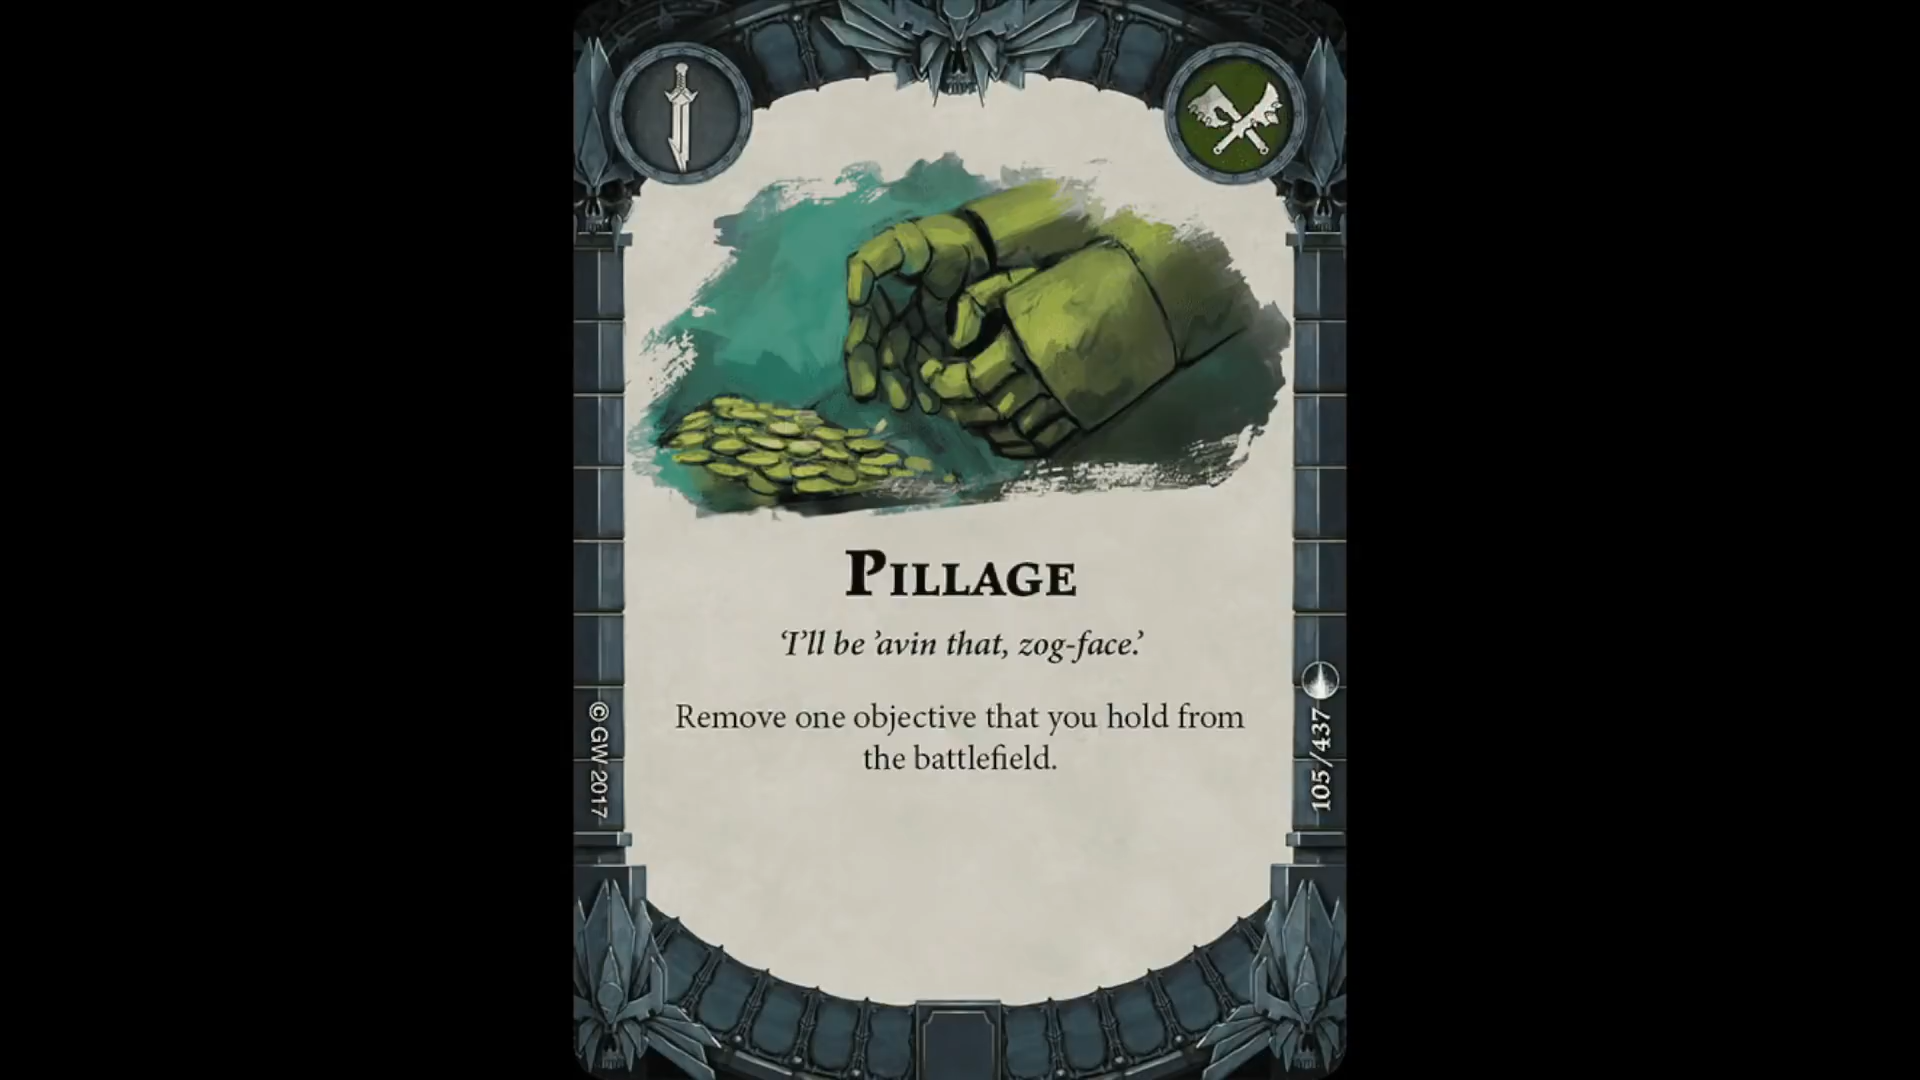 PILLAGE
‘I’ll be ’avin that, zog-face.’
Remove one objective that you hold from
the battlefield.
© GW 2017
105/437